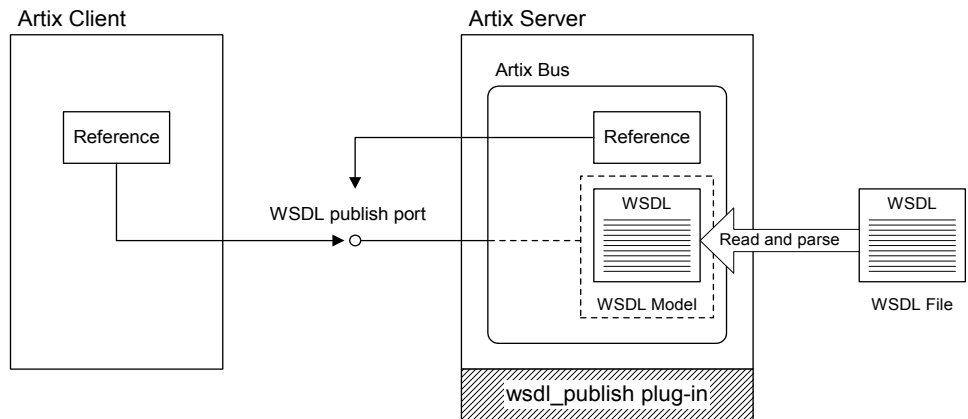 Artix Client
Artix Server
Artix Bus
Reference
Reference
WSDL publish port
WSDL
WSDL
Read and parse
WSDL Model
WSDL File
wsdl_publish plug-in